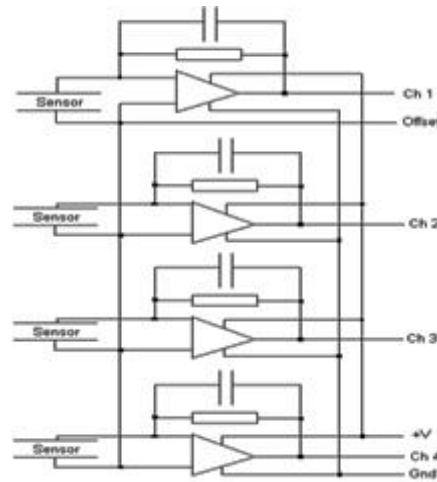 Sensor
Ch 1
Offset
Sensor
Ch 2
Sensor
Ch 3
+V
Sensor
Ch 4
Gnd